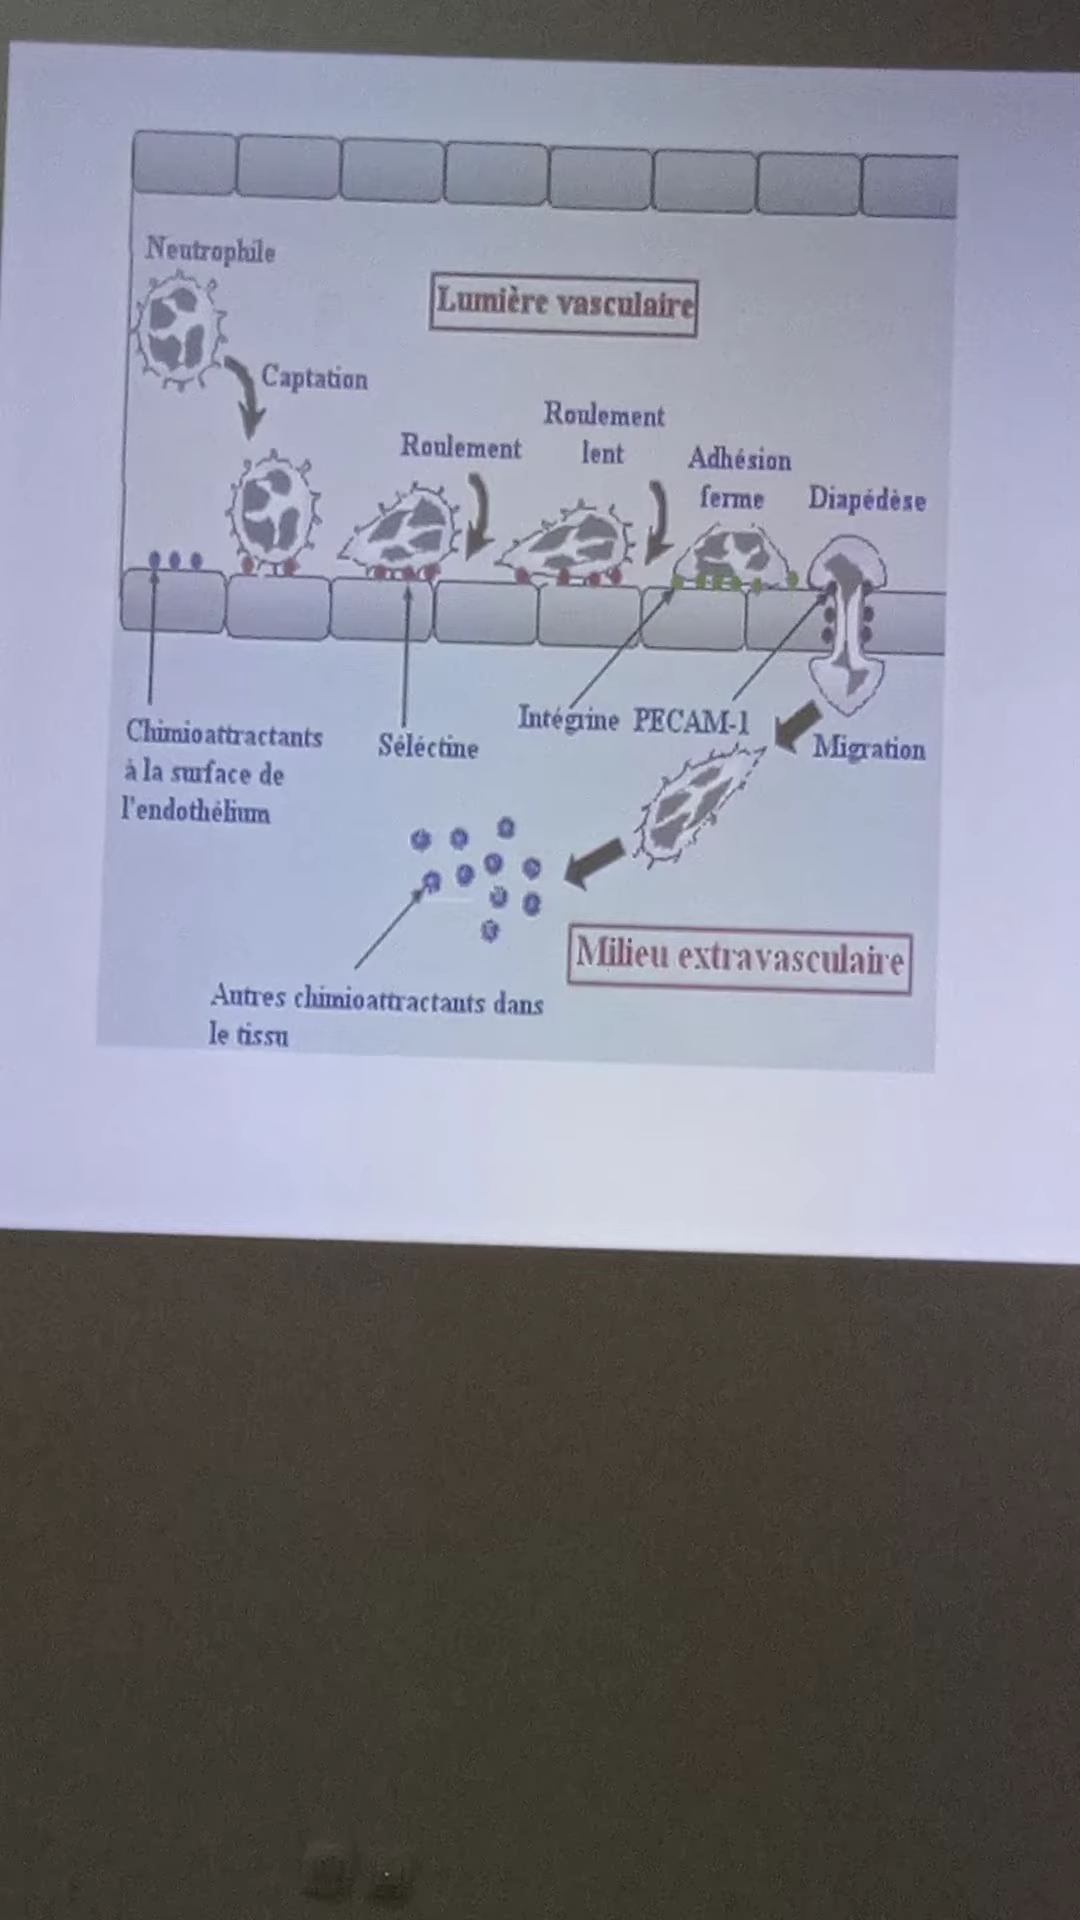 Neutrophile
Lumière vasculaire
Captation
Roulement
Roulement
lent
Adhésion
ferme
Diapédèse
Chimioattractants
à la surface de
l'endothélium
Séléctine
Intégrine
PECAM-1
Migration
Milieu extravasculaire
Autres chimioattractants dans
le tissu